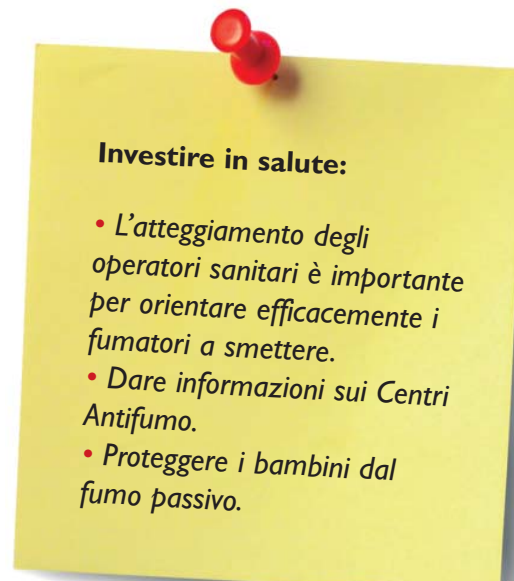 Investire in salute:
• L'atteggiamento degli
operatori sanitari è importante
per orientare efficacemente i
fumatori a smettere.
• Dare informazioni sui Centri
Antifumo.
• Proteggere i bambini dal
fumo passivo.